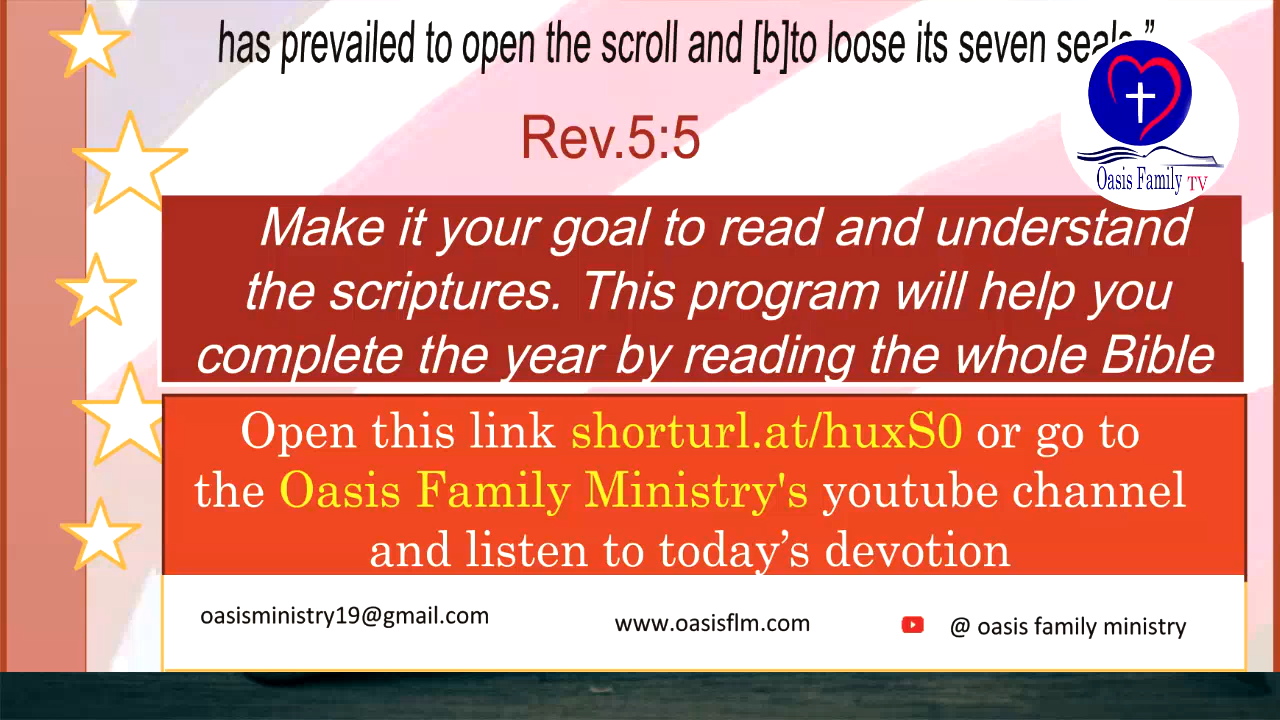 has prevailed to open the scroll and [b]to loose its seven seals.”
Rev.5:5
Oasis Family TV
Make it your goal to read and understand
the scriptures. This program will help you
complete the year by reading the whole Bible
Open this link shorturl.at/huxS0 or go to
the Oasis Family Ministry's youtube channel
and listen to today’s devotion
oasisministry19@gmail.com
www.oasisflm.com
@ oasis family ministry